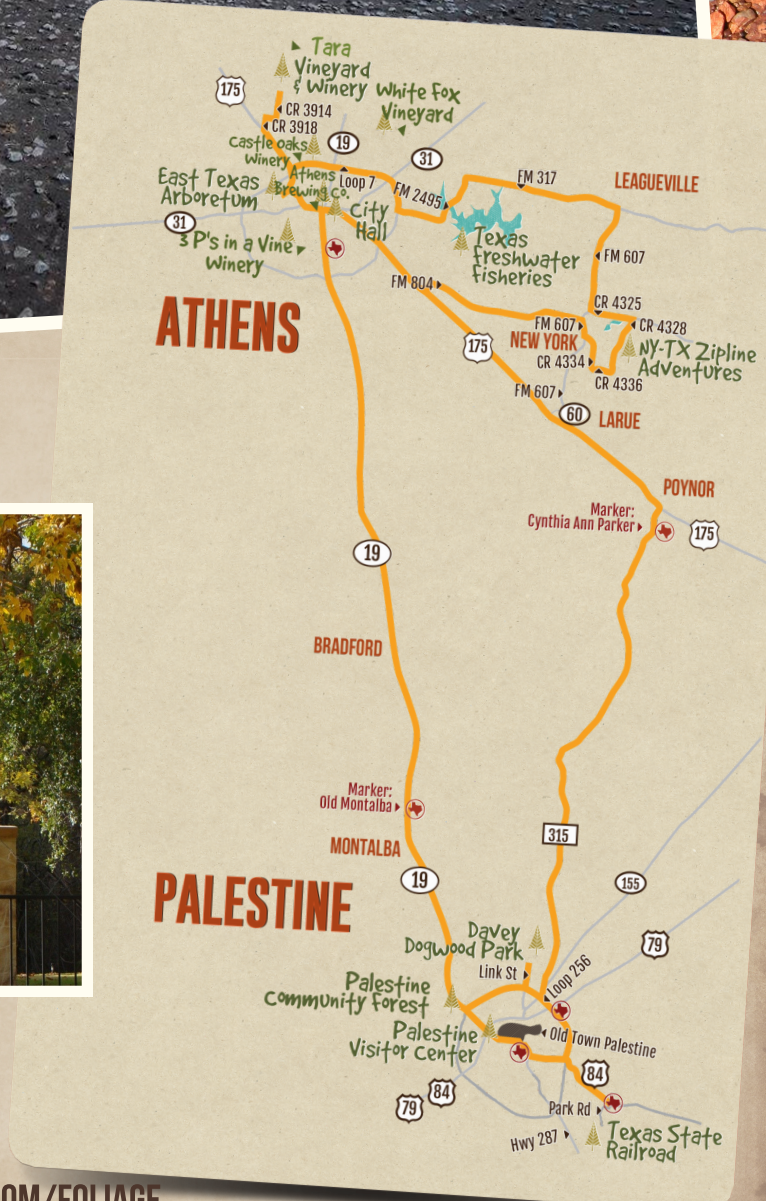 Tara
Vineyard
& Winery
White Fox
Vineyard
175
CR 3914
CR 3918
Castle Oaks
Winery
19
31
Athens
Brewing Co.
Loop 7
FM 2495
FM 317
LEAGUEVILLE
East Texas
Arboretum
City
Hall
31
3 P's in a Vine
Winery
Texas
Freshwater
Fisheries
FM 607
FM 804
ATHENS
CR 4325
FM 607
CR 4328
NEW YORK
175
NY-TX Zipline
Adventures
CR 4334
CR 4336
FM 607
60
LARUE
POYNOR
Marker:
Cynthia Ann Parker
175
19
BRADFORD
Marker:
Old Montalba
MONTALBA
315
PALESTINE
19
155
Davey
Dogwood Park
79
Link St
Loop 256
Palestine
Community Forest
Palestine
Visitor Center
Old Town Palestine
84
84
79
Park Rd
Hwy 287
Texas State
Railroad
OM/FOLIAGE